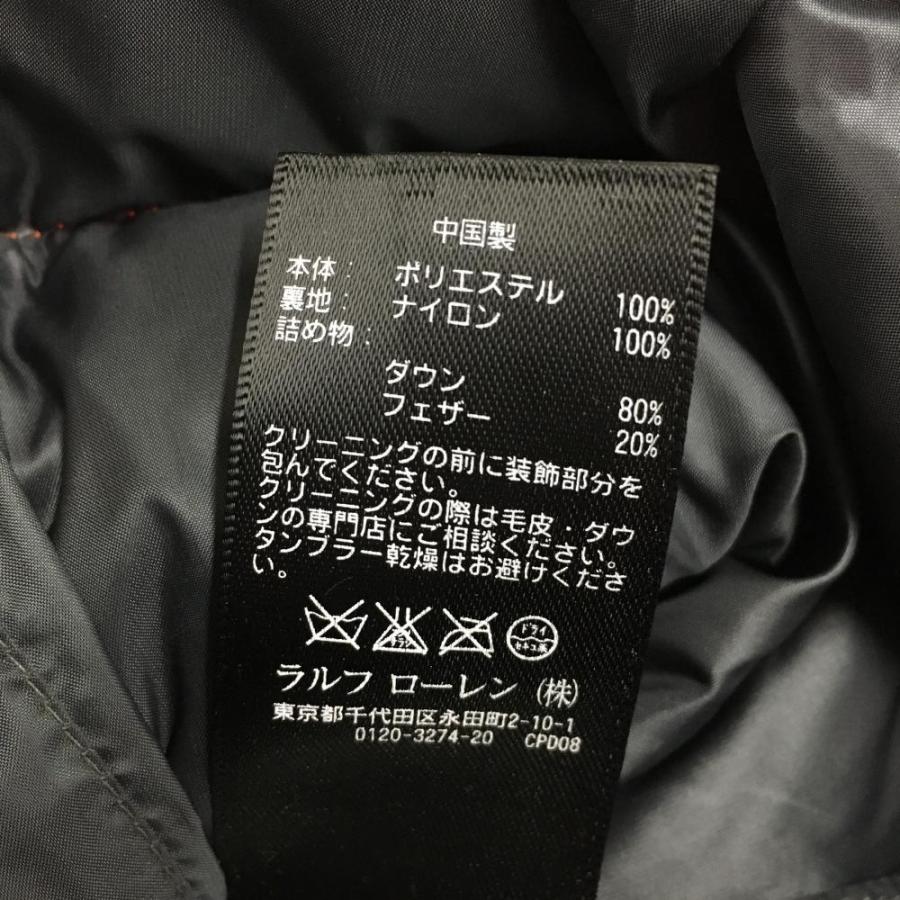 中国製
本体： ポリエステル 100%
裏地： ナイロン 100%
詰め物：
ダウン 80%
フェザー 20%
クリーニングの前に装飾部分を
包んでください。
クリーニングの際は毛皮・ダウ
ンの専門店にご相談ください。
タンブラー乾燥はお避けくださ
い。
ドライ
セキユ系
ラルフ ローレン（株）
東京都千代田区永田町2-10-1
0120-3274-20 CPD08